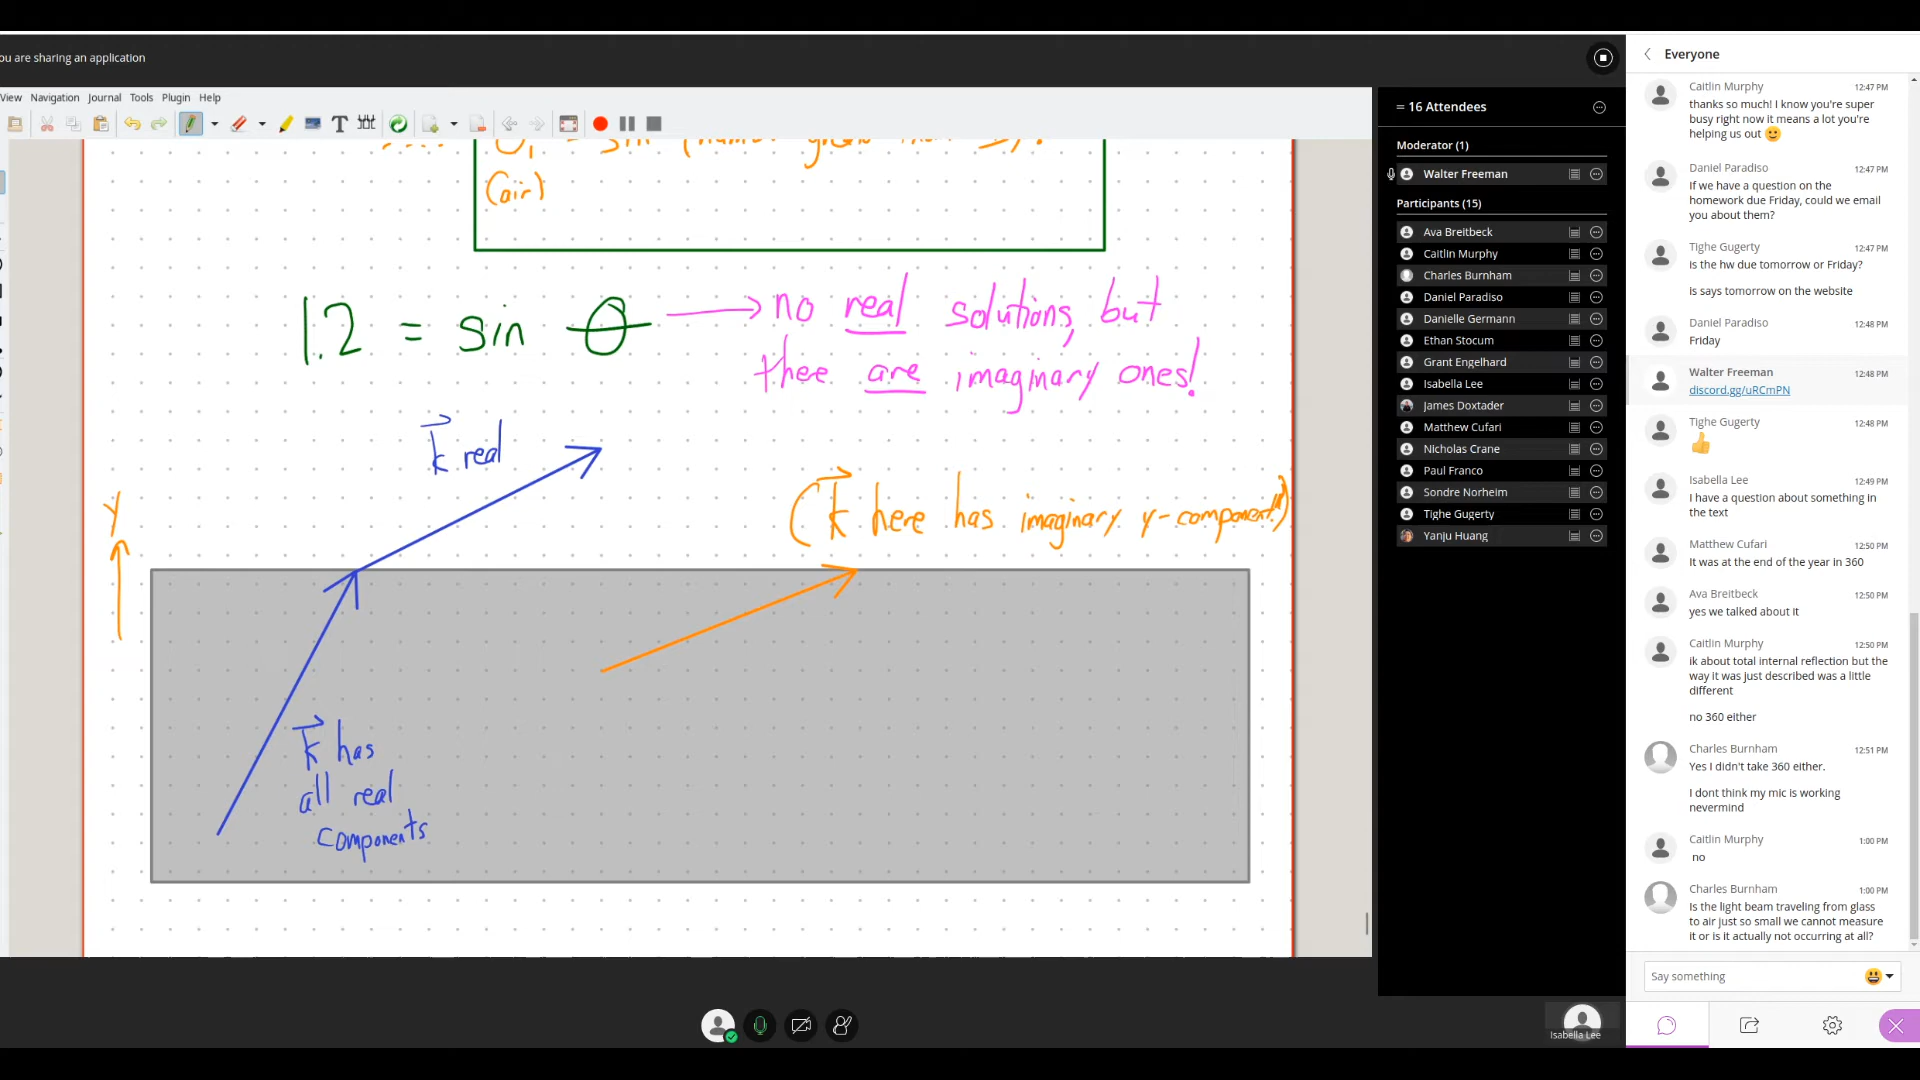 ou are sharing an application
View Navigation Journal Tools Plugin Help
(air)
1.2 = sin θ
no real solutions, but
there are imaginary ones!
k real
(k here has imaginary y-component!)
Y
k has
all real
components
16 Attendees
Moderator (1)
Walter Freeman
Participants (15)
Ava Breitbeck
Caitlin Murphy
Charles Burnham
Daniel Paradiso
Danielle Germann
Ethan Stocum
Grant Engelhard
Isabella Lee
James Doxtader
Matthew Cufari
Nicholas Crane
Paul Franco
Sondre Norheim
Tighe Gugerty
Yanju Huang
Isabella Lee
Everyone
Caitlin Murphy 12:47 PM
thanks so much! I know you're super
busy right now it means a lot you're
helping us out 🙂
Daniel Paradiso 12:47 PM
If we have a question on the
homework due Friday, could we email
you about them?
Tighe Gugerty 12:47 PM
is the hw due tomorrow or Friday?
is says tomorrow on the website
Daniel Paradiso 12:48 PM
Friday
Walter Freeman 12:48 PM
discord.gg/uRCmPN
Tighe Gugerty 12:48 PM
👍
Isabella Lee 12:49 PM
I have a question about something in
the text
Matthew Cufari 12:50 PM
It was at the end of the year in 360
Ava Breitbeck 12:50 PM
yes we talked about it
Caitlin Murphy 12:50 PM
ik about total internal reflection but the
way it was just described was a little
different
no 360 either
Charles Burnham 12:51 PM
Yes I didn't take 360 either.
I dont think my mic is working
nevermind
Caitlin Murphy 1:00 PM
no
Charles Burnham 1:00 PM
Is the light beam traveling from glass
to air just so small we cannot measure
it or is it actually not occurring at all?
Say something